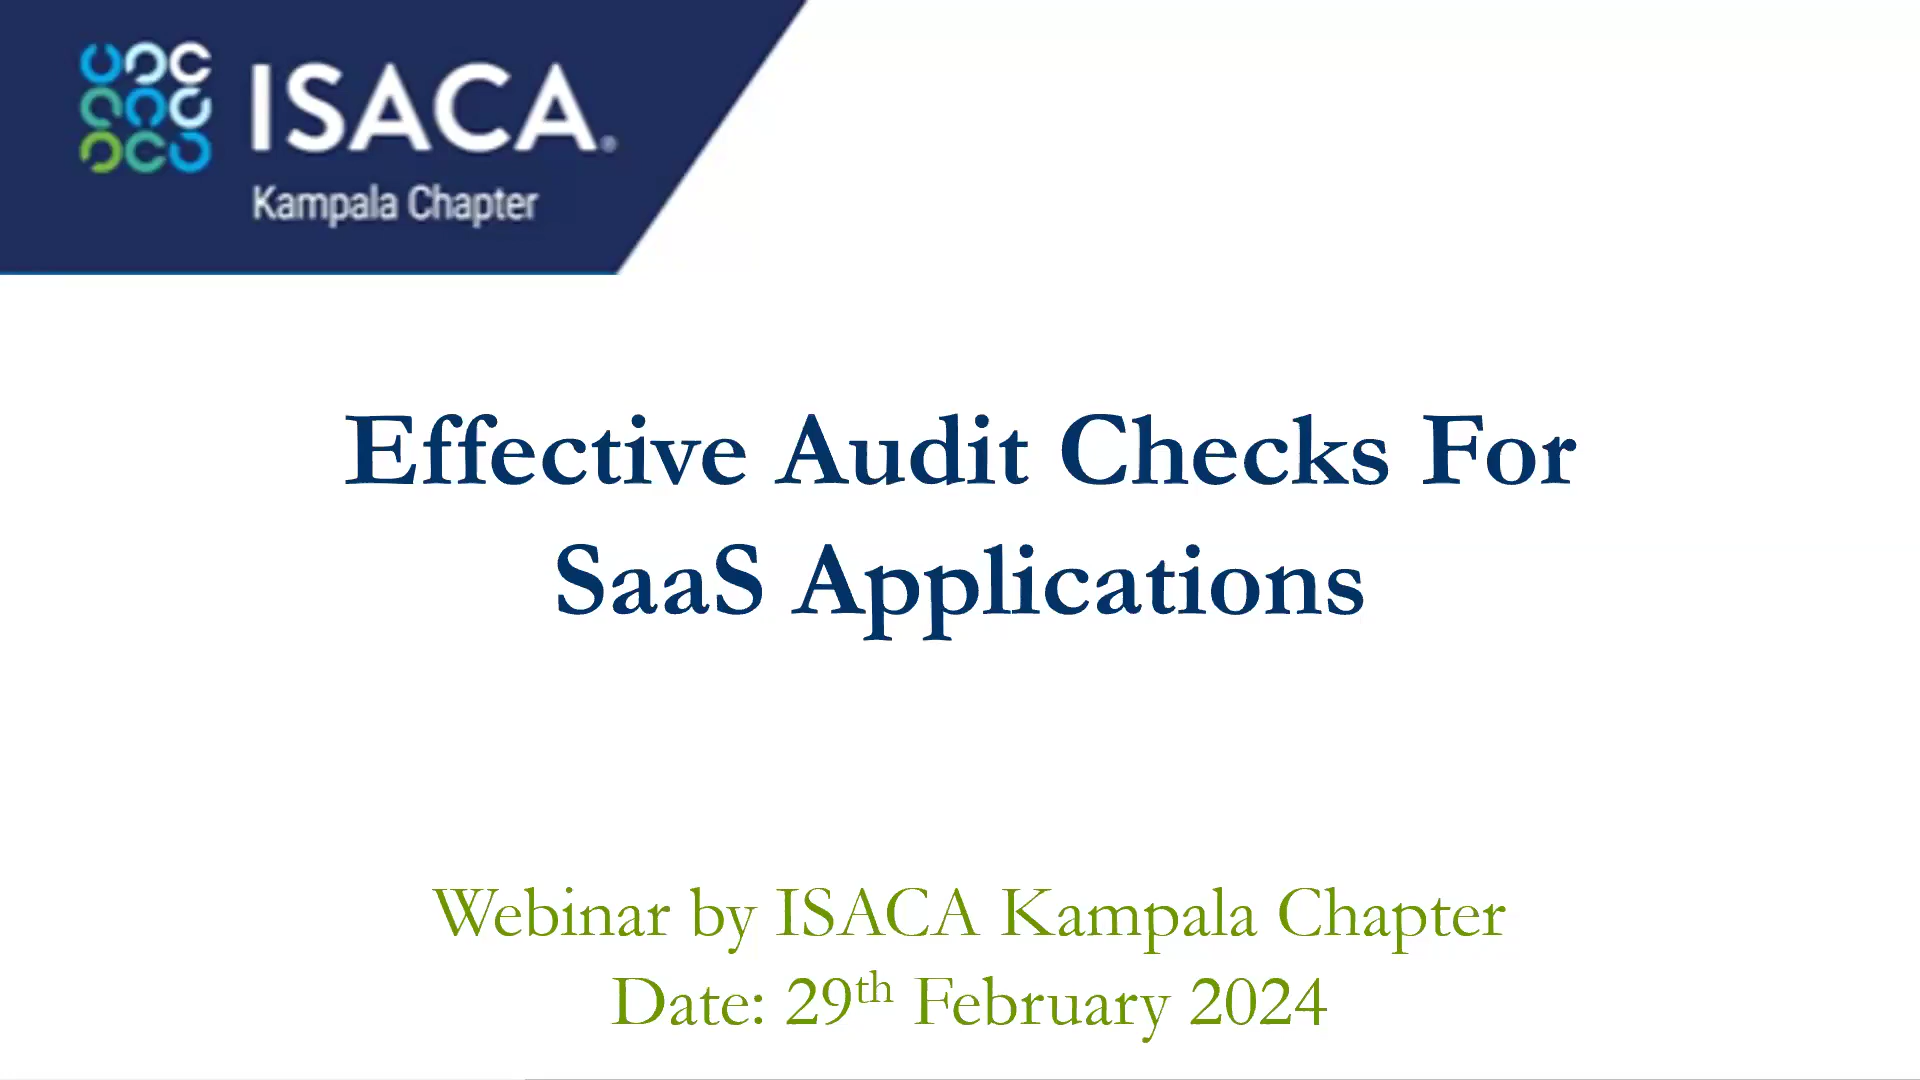 ISACA®
Kampala Chapter
Effective Audit Checks For
SaaS Applications
Webinar by ISACA Kampala Chapter
Date: 29th February 2024